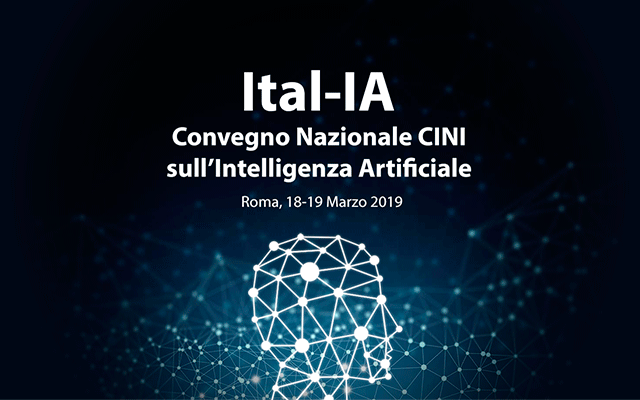 Ital-IA
Convegno Nazionale CINI
sull’Intelligenza Artificiale
Roma, 18-19 Marzo 2019